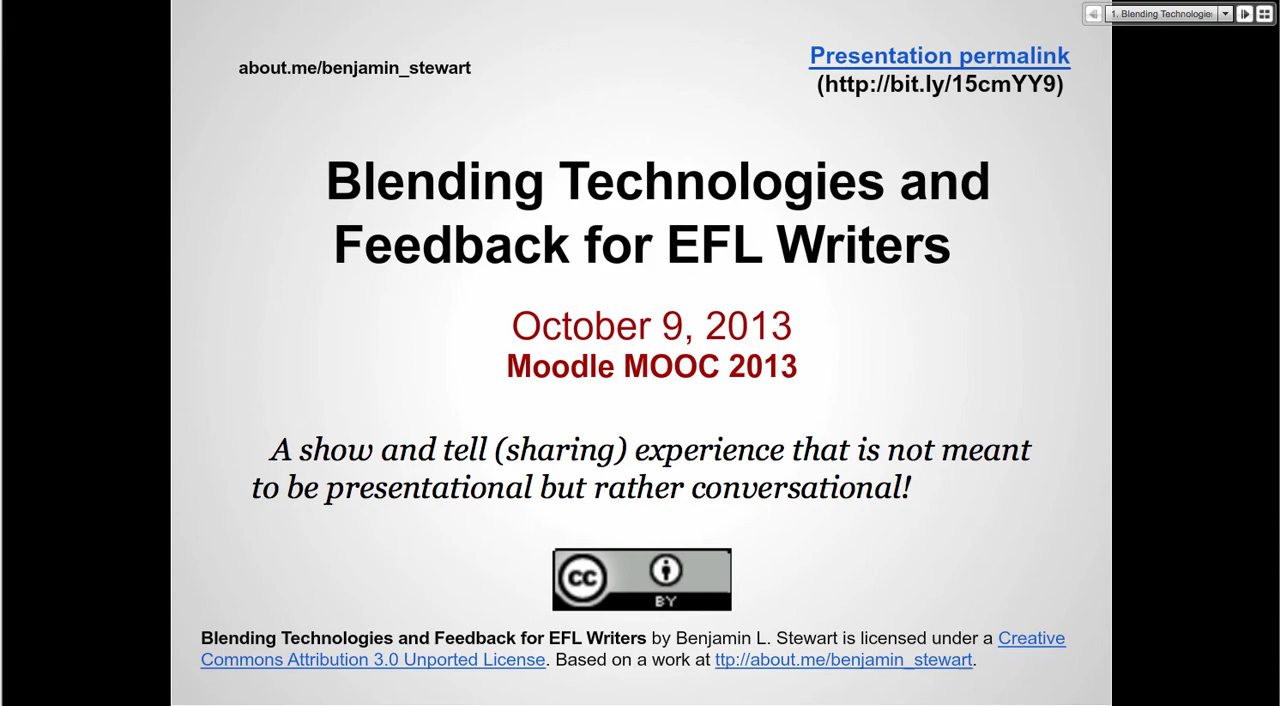 1. Blending Technologies
about.me/benjamin_stewart
Presentation permalink
(http://bit.ly/15cmYY9)
Blending Technologies and
Feedback for EFL Writers
October 9, 2013
Moodle MOOC 2013
A show and tell (sharing) experience that is not meant
to be presentational but rather conversational!
CC
BY
Blending Technologies and Feedback for EFL Writers by Benjamin L. Stewart is licensed under a Creative
Commons Attribution 3.0 Unported License. Based on a work at ttp://about.me/benjamin_stewart.